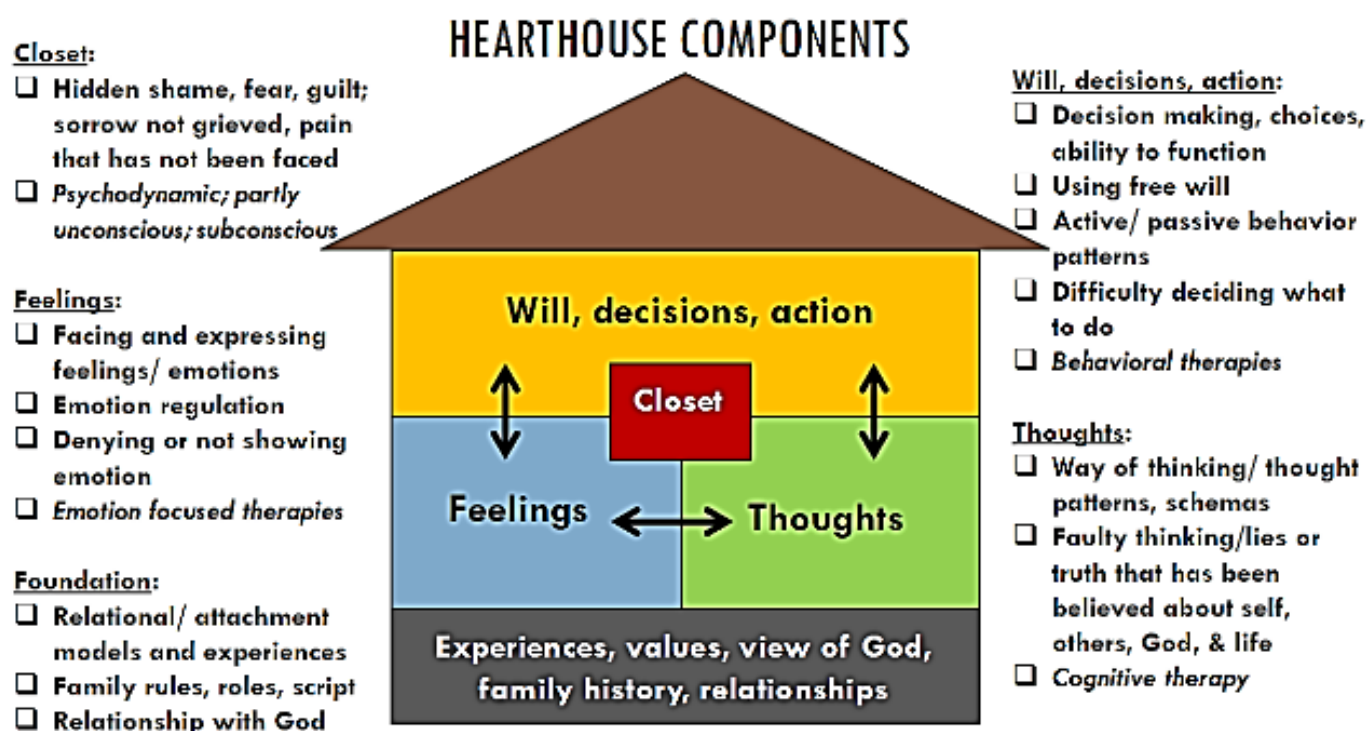 HEARTHOUSE COMPONENTS
Closet:
❑ Hidden shame, fear, guilt;
sorrow not grieved, pain
that has not been faced
❑ Psychodynamic; partly
unconscious; subconscious
Feelings:
❑ Facing and expressing
feelings/ emotions
❑ Emotion regulation
❑ Denying or not showing
emotion
❑ Emotion focused therapies
Foundation:
❑ Relational/ attachment
models and experiences
❑ Family rules, roles, script
❑ Relationship with God
Will, decisions, action
Closet
Feelings
Thoughts
Experiences, values, view of God,
family history, relationships
Will, decisions, action:
❑ Decision making, choices,
ability to function
❑ Using free will
❑ Active/ passive behavior
patterns
❑ Difficulty deciding what
to do
❑ Behavioral therapies
Thoughts:
❑ Way of thinking/ thought
patterns, schemas
❑ Faulty thinking/lies or
truth that has been
believed about self,
others, God, & life
❑ Cognitive therapy